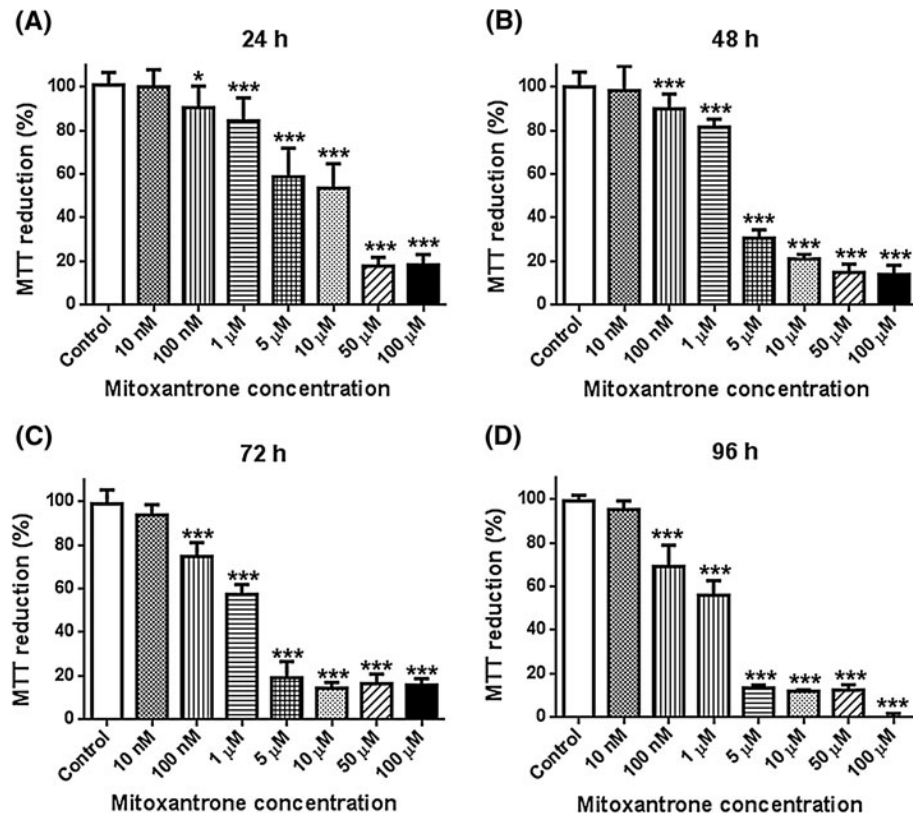 (A)
24 h
MTT reduction (%)
100
80
60
40
20
0
*
***
***
***
***
***
Control
10 nM
100 nM
1 μM
5 μM
10 μM
50 μM
100 μM
Mitoxantrone concentration
(B)
48 h
MTT reduction (%)
100
80
60
40
20
0
***
***
***
***
***
***
Control
10 nM
100 nM
1 μM
5 μM
10 μM
50 μM
100 μM
Mitoxantrone concentration
(C)
72 h
MTT reduction (%)
100
80
60
40
20
0
***
***
***
***
***
***
Control
10 nM
100 nM
1 μM
5 μM
10 μM
50 μM
100 μM
Mitoxantrone concentration
(D)
96 h
MTT reduction (%)
100
80
60
40
20
0
***
***
***
***
***
***
Control
10 nM
100 nM
1 μM
5 μM
10 μM
50 μM
100 μM
Mitoxantrone concentration